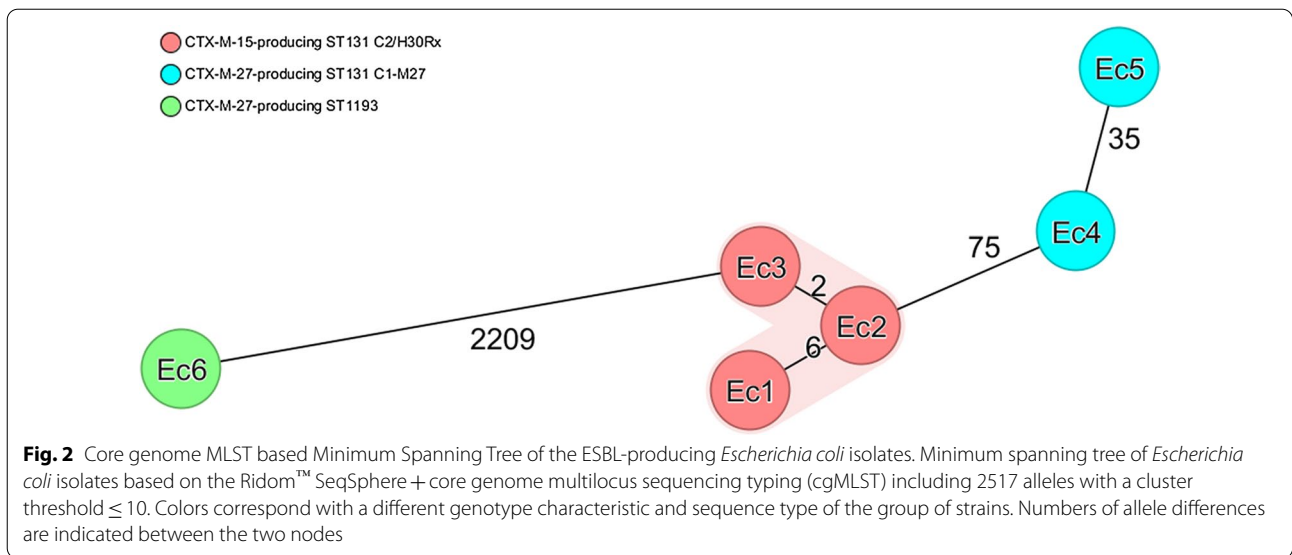 CTX-M-15-producing ST131 C2/H30Rx
CTX-M-27-producing ST131 C1-M27
CTX-M-27-producing ST1193
Ec5
35
Ec4
75
Ec3
2
Ec2
6
Ec1
2209
Ec6
Fig. 2 Core genome MLST based Minimum Spanning Tree of the ESBL-producing Escherichia coli isolates. Minimum spanning tree of Escherichia
coli isolates based on the Ridom™ SeqSphere + core genome multilocus sequencing typing (cgMLST) including 2517 alleles with a cluster
threshold ≤ 10. Colors correspond with a different genotype characteristic and sequence type of the group of strains. Numbers of allele differences
are indicated between the two nodes